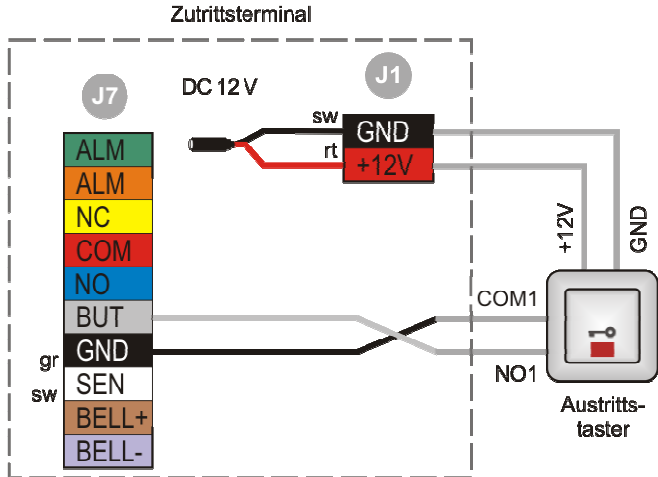 Zutrittsterminal
J7
DC 12 V
J1
sw
GND
rt
+12V
ALM
ALM
NC
COM
NO
BUT
gr
GND
sw
SEN
BELL+
BELL-
+12V
GND
COM1
NO1
Austritts-
taster